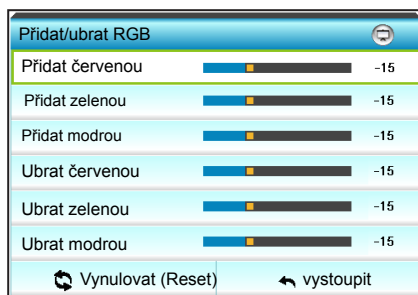 Přidat/ubrat RGB
Přidat červenou -15
Přidat zelenou -15
Přidat modrou -15
Ubrat červenou -15
Ubrat zelenou -15
Ubrat modrou -15
Vynulovat (Reset) vystoupit